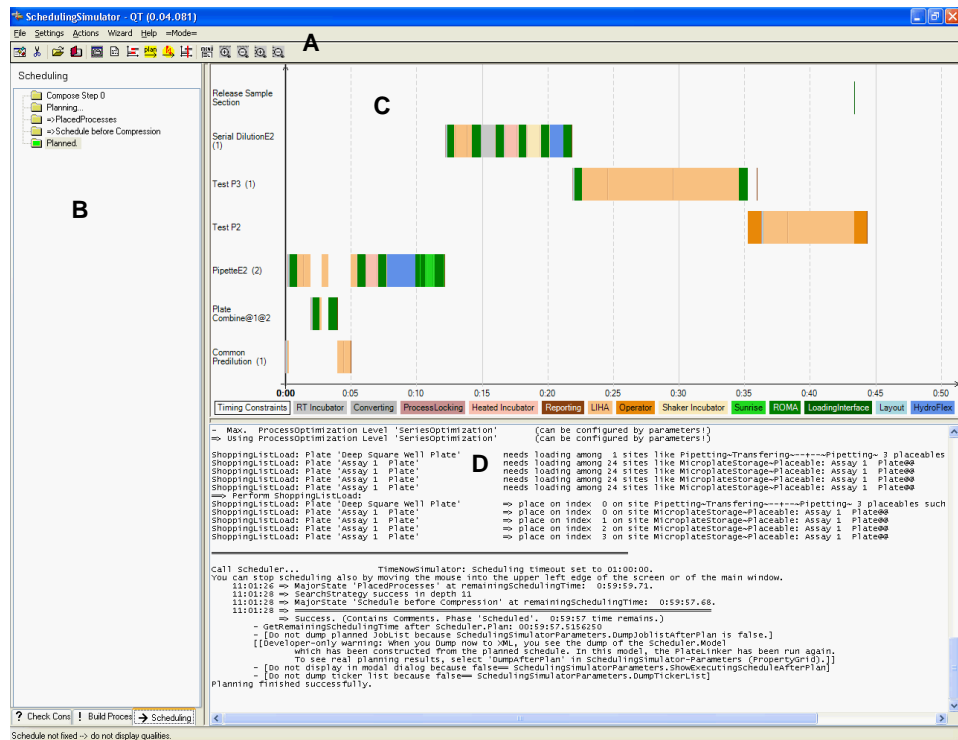 SchedulingSimulator - QT (0.04.081)
File Settings Actions Wizard Help =Mode=
A
plan
Scheduling
Compose Step 0
Planning...
=>PlacedProcesses
=>Schedule before Compression
Planned.
B
C
Release Sample
Section
Serial DilutionE2
(1)
Test P3 (1)
Test P2
PipetteE2 (2)
Plate
Combine@1@2
Common
Predilution (1)
0:00 0:05 0:10 0:15 0:20 0:25 0:30 0:35 0:40 0:45 0:50
Timing Constraints RT Incubator Converting ProcessLocking Heated Incubator Reporting LIHA Operator Shaker Incubator Sunrise ROMA LoadingInterface Layout HydroFlex
D
- Max. ProcessOptimization Level 'SeriesOptimization' (can be configured by parameters!)
=> Using ProcessOptimization Level 'SeriesOptimization' (can be configured by parameters!)
ShoppingListLoad: Plate 'Deep Square Well Plate' needs loading among 1 sites like Pipetting~Transfering~--+--~Pipetting~ 3 placeables
ShoppingListLoad: Plate 'Assay 1 Plate' needs loading among 24 sites like MicroplateStorage~Placeable: Assay 1 Plate@@
ShoppingListLoad: Plate 'Assay 1 Plate' needs loading among 24 sites like MicroplateStorage~Placeable: Assay 1 Plate@@
ShoppingListLoad: Plate 'Assay 1 Plate' needs loading among 24 sites like MicroplateStorage~Placeable: Assay 1 Plate@@
ShoppingListLoad: Plate 'Assay 1 Plate' needs loading among 24 sites like MicroplateStorage~Placeable: Assay 1 Plate@@
==> Perform ShoppingListLoad:
ShoppingListLoad: Plate 'Deep Square Well Plate' => place on index 0 on site Pipetting~Transfering~--+--~Pipetting~ 3 placeables such
ShoppingListLoad: Plate 'Assay 1 Plate' => place on index 0 on site MicroplateStorage~Placeable: Assay 1 Plate@@
ShoppingListLoad: Plate 'Assay 1 Plate' => place on index 1 on site MicroplateStorage~Placeable: Assay 1 Plate@@
ShoppingListLoad: Plate 'Assay 1 Plate' => place on index 2 on site MicroplateStorage~Placeable: Assay 1 Plate@@
ShoppingListLoad: Plate 'Assay 1 Plate' => place on index 3 on site MicroplateStorage~Placeable: Assay 1 Plate@@
Call Scheduler... TimeNowSimulator: Scheduling timeout set to 01:00:00.
You can stop scheduling also by moving the mouse into the upper left edge of the screen or of the main window.
11:01:26 => MajorState 'PlacedProcesses' at remainingSchedulingTime: 0:59:59.71.
11:01:28 => SearchStrategy success in depth 11
11:01:28 => MajorState 'Schedule before Compression' at remainingSchedulingTime: 0:59:57.68.
11:01:28 =>
=> Success. (Contains Comments. Phase 'Scheduled'. 0:59:57 time remains.)
- GetRemainingSchedulingTime after Scheduler.Plan: 00:59:57.5156250
- [Do not dump planned JobList because SchedulingSimulatorParameters.DumpJoblistAfterPlan is false.]
[[Developer-only warning: When you Dump now to >XML, you see the dump of the Scheduler.Model
which has been constructed from the planned schedule. In this model, the PlateLinker has been run again.
To see real planning results, select 'DumpAfterPlan' in SchedulingSimulator-Parameters (PropertyGrid).]]
- [Do not display in modal dialog because false== SchedulingSimulatorParameters.ShowExecutingScheduleAfterPlan]
- [Do not dump ticker list because false== SchedulingSimulatorParameters.DumpTickerList]
Planning finished successfully.
? Check Cons ! Build Proces → Scheduling
Schedule not fixed --> do not display qualities.